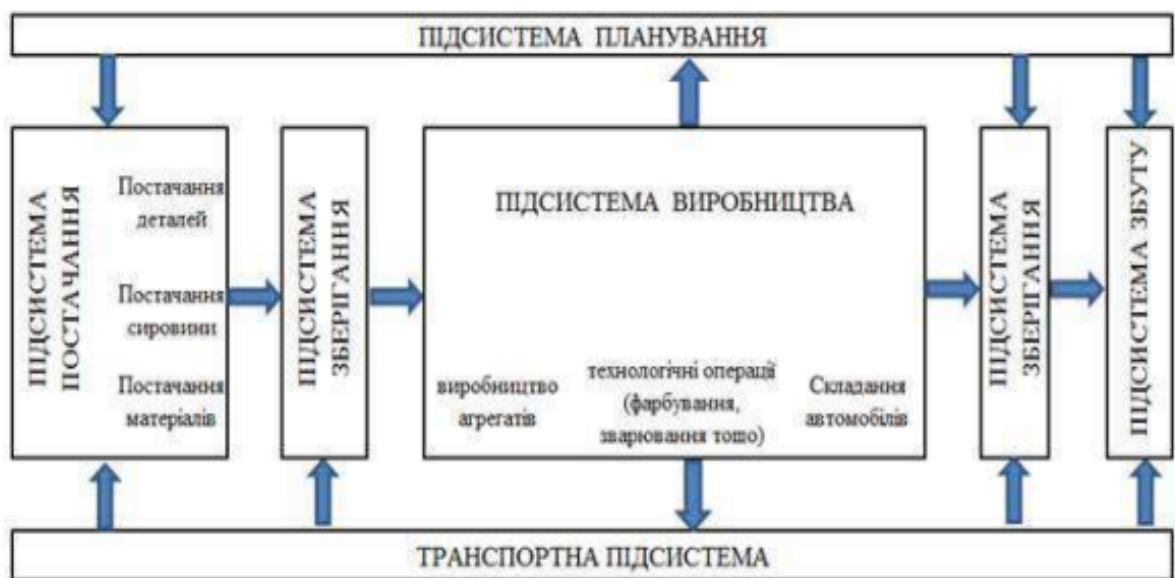 ПІДСИСТЕМА ПЛАНУВАННЯ
ПІДСИСТЕМА
ПОСТАЧАННЯ
Постачання
деталей
Постачання
сировини
Постачання
матеріалів
ПІДСИСТЕМА
ЗБЕРІГАННЯ
ПІДСИСТЕМА ВИРОБНИЦТВА
виробництво
агрегатів
технологічні операції
(фарбування,
зварювання тошо)
Складання
автомобілів
ПІДСИСТЕМА
ЗБЕРІГАННЯ
ПІДСИСТЕМА ЗБУТУ
ТРАНСПОРТНА ПІДСИСТЕМА